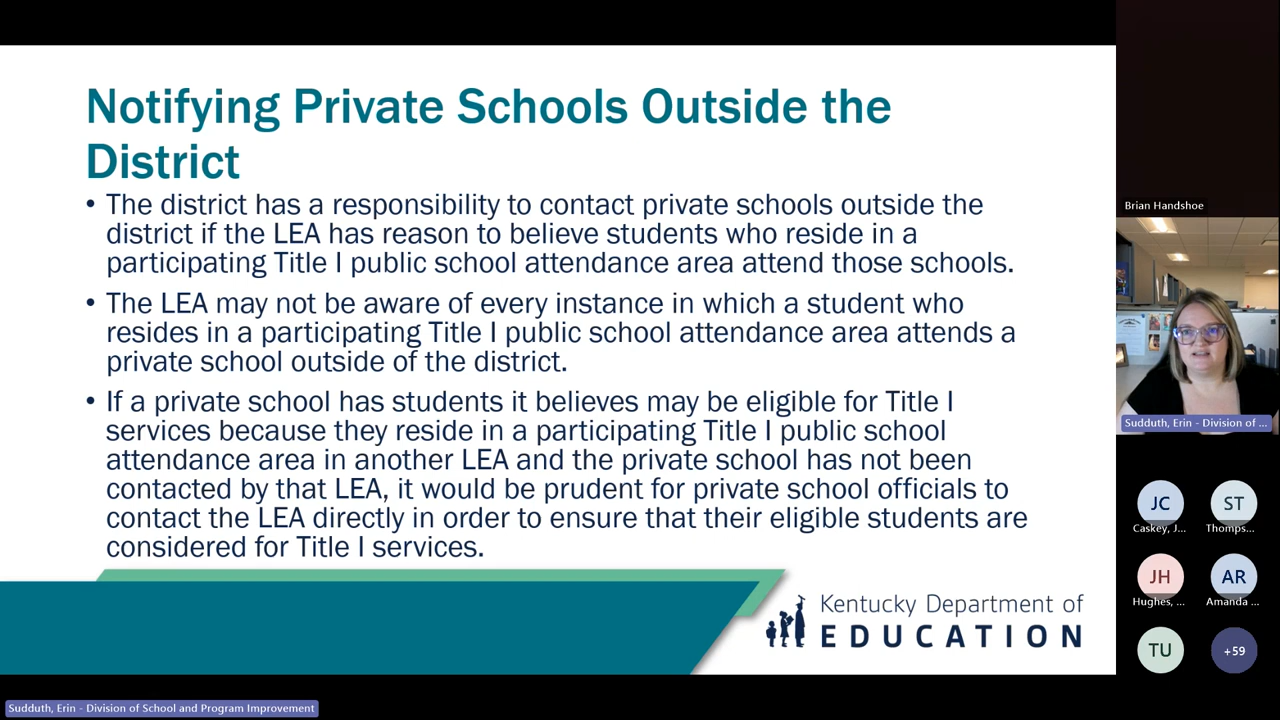 Notifying Private Schools Outside the
District
• The district has a responsibility to contact private schools outside the
district if the LEA has reason to believe students who reside in a
participating Title I public school attendance area attend those schools.
• The LEA may not be aware of every instance in which a student who
resides in a participating Title I public school attendance area attends a
private school outside of the district.
• If a private school has students it believes may be eligible for Title I
services because they reside in a participating Title I public school
attendance area in another LEA and the private school has not been
contacted by that LEA, it would be prudent for private school officials to
contact the LEA directly in order to ensure that their eligible students are
considered for Title I services.
Kentucky Department of
EDUCATION
Brian Handshoe
Sudduth, Erin - Division of ...
JC
Caskey, J...
ST
Thomps...
JH
Hughes, ...
AR
Amanda ...
TU
+59
Sudduth, Erin - Division of School and Program Improvement